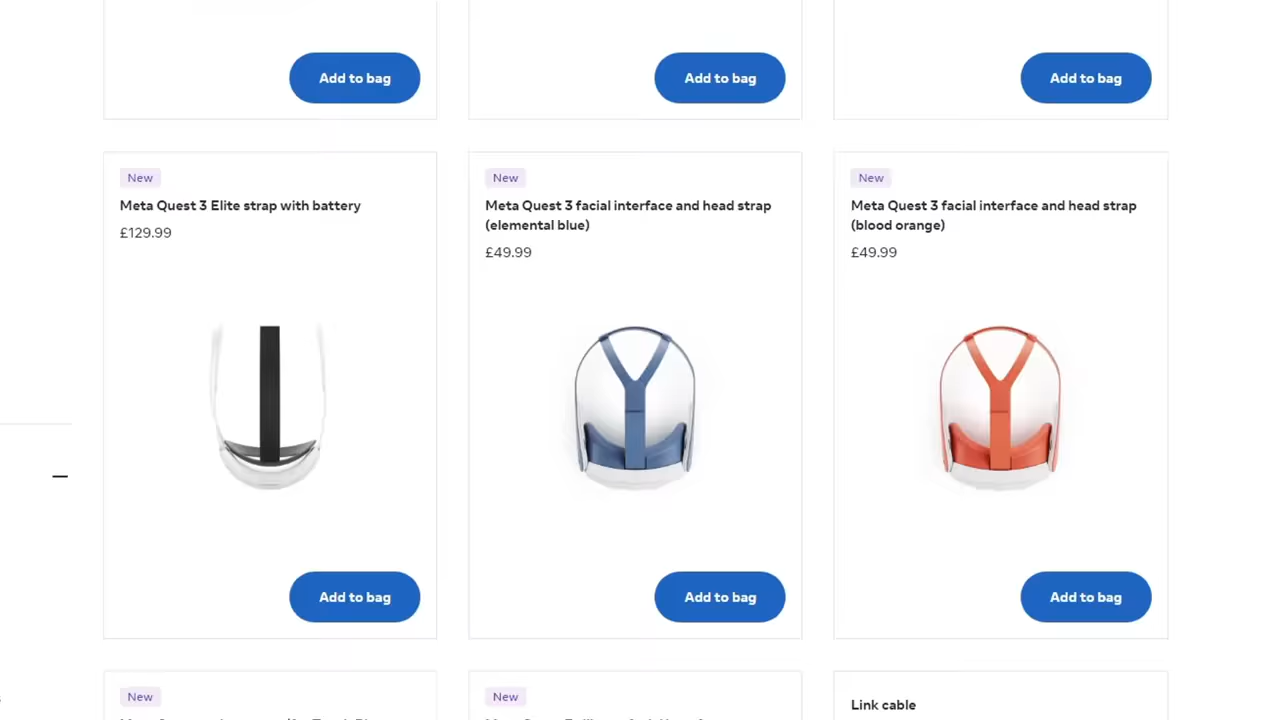 Add to bag
Add to bag
Add to bag
New
Meta Quest 3 Elite strap with battery
£129.99
New
Meta Quest 3 facial interface and head strap
(elemental blue)
£49.99
New
Meta Quest 3 facial interface and head strap
(blood orange)
£49.99
Add to bag
Add to bag
Add to bag
New
New
Link cable